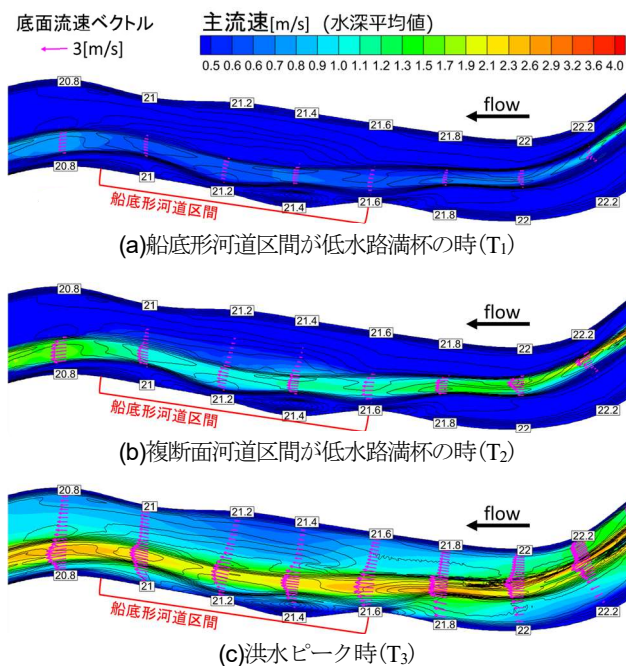 底面流速ベクトル
3[m/s]
主流速[m/s] (水深平均値)
0.5 0.6 0.6 0.7 0.8 0.9 1.0 1.1 1.3 1.5 1.7 1.9 2.1 2.3 2.6 2.9 3.2 3.6 4.0
flow
20.8 21 21.2 21.4 21.6 21.8 22 22.2
20.8 21 21.2 21.4 21.6 21.8 22 22.2
船底形河道区間
(a)船底形河道区間が低水路満杯の時(T₁)
flow
20.8 21 21.2 21.4 21.6 21.8 22 22.2
20.8 21 21.2 21.4 21.6 21.8 22 22.2
船底形河道区間
(b)複断面河道区間が低水路満杯の時(T₂)
flow
20.8 21 21.2 21.4 21.6 21.8 22 22.2
20.8 21 21.2 21.4 21.6 21.8 22 22.2
船底形河道区間
(c)洪水ピーク時(T₃)